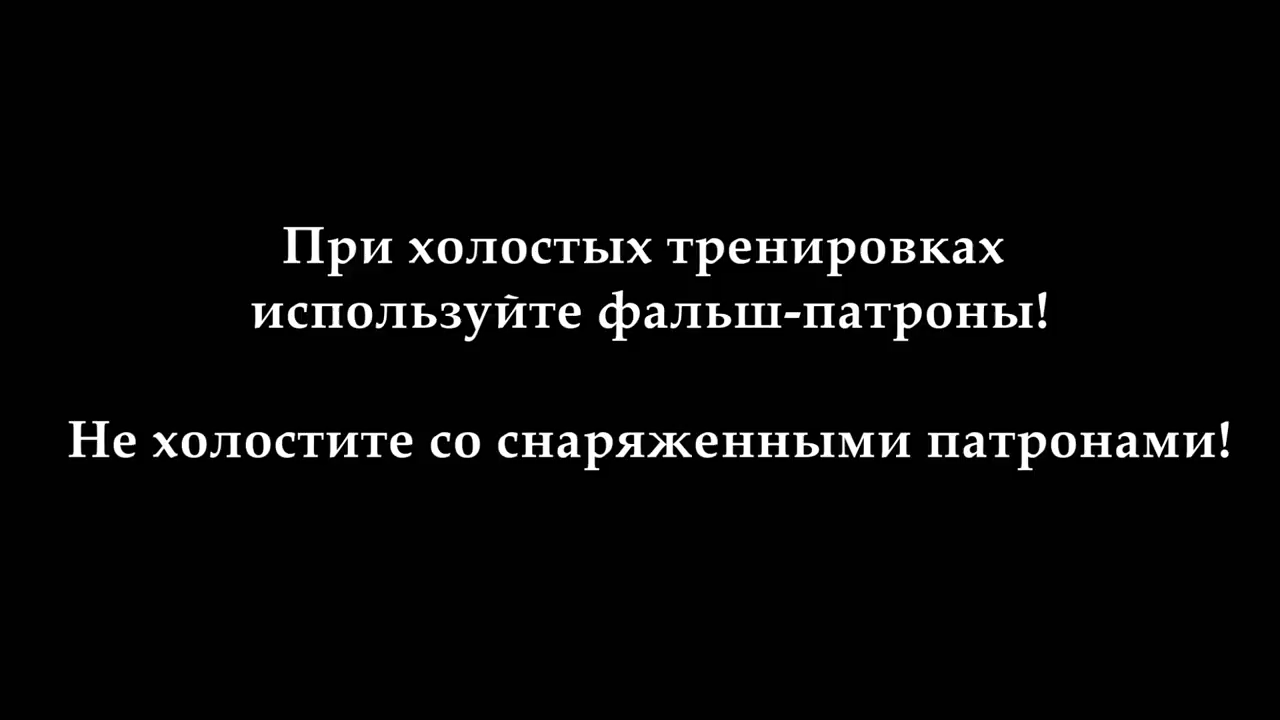 При холостых тренировках
используйте фальш-патроны!
Не холостите со снаряженными патронами!